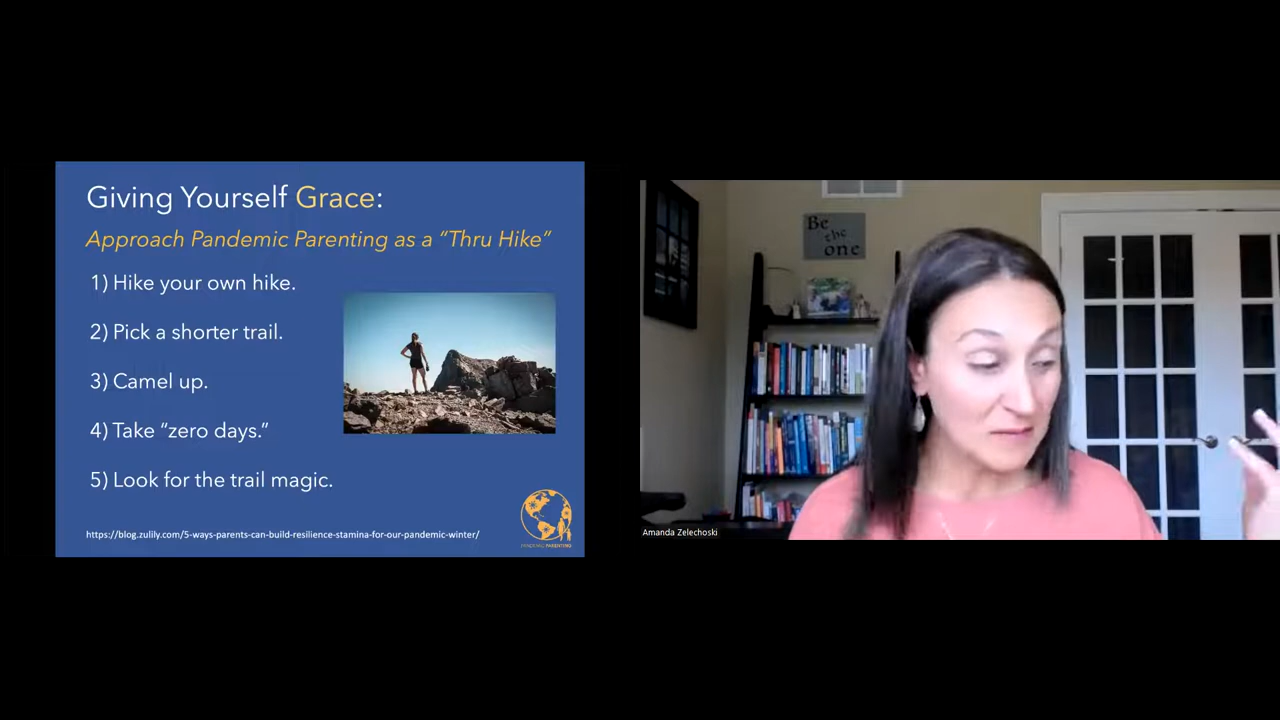 Giving Yourself Grace:
Approach Pandemic Parenting as a “Thru Hike”
1) Hike your own hike.
2) Pick a shorter trail.
3) Camel up.
4) Take “zero days.”
5) Look for the trail magic.
https://blog.zulily.com/5-ways-parents-can-build-resilience-stamina-for-our-pandemic-winter/
PANDEMIC PARENTING
Be
the
one
Amanda Zelechoski